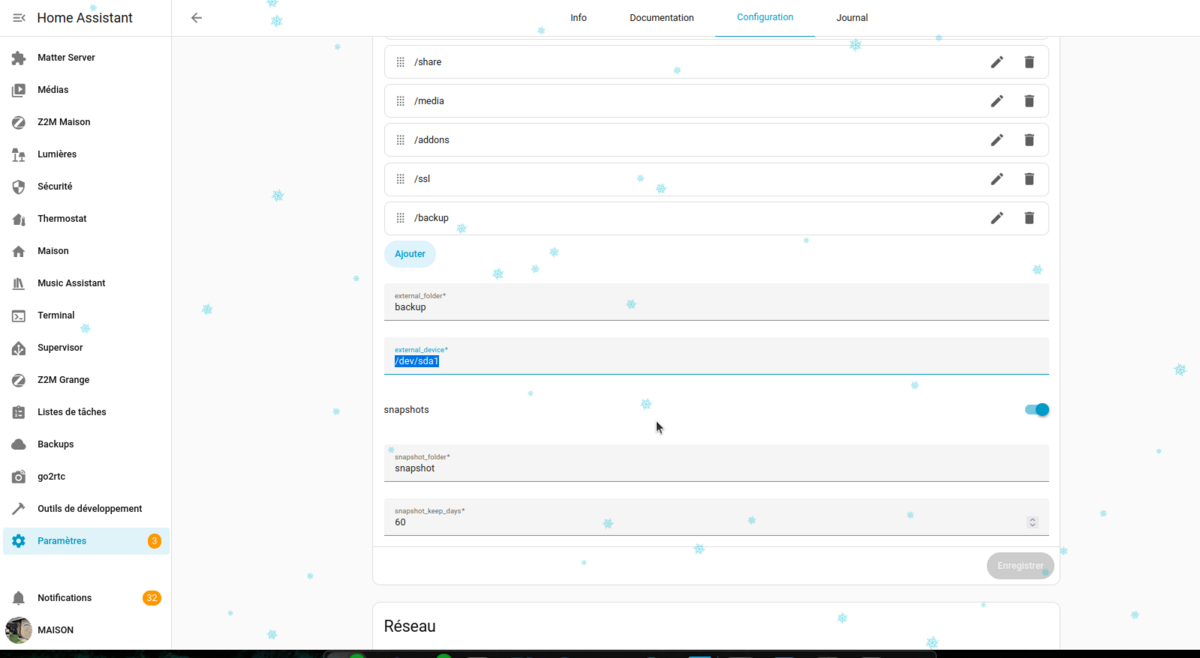 Home Assistant
Info
Documentation
Configuration
Journal
Matter Server
Médias
Z2M Maison
Lumières
Sécurité
Thermostat
Maison
Music Assistant
Terminal
Supervisor
Z2M Grange
Listes de tâches
Backups
go2rtc
Outils de développement
Paramètres
3
Notifications
32
MAISON
/share
/media
/addons
/ssl
/backup
Ajouter
external_folder*
backup
external_device*
/dev/sda1
snapshots
snapshot_folder*
snapshot
snapshot_keep_days*
60
Enregistrer
Réseau